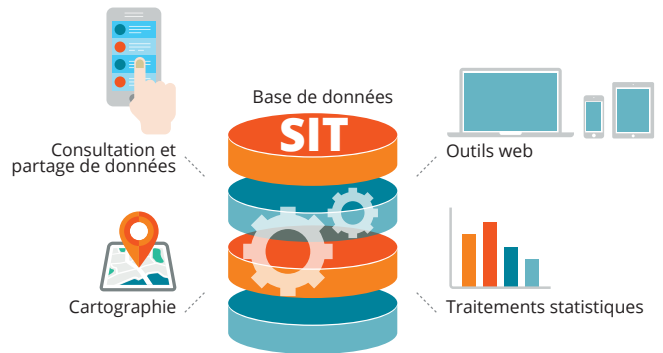 Base de données
SIT
Consultation et
partage de données
Outils web
Cartographie
Traitements statistiques